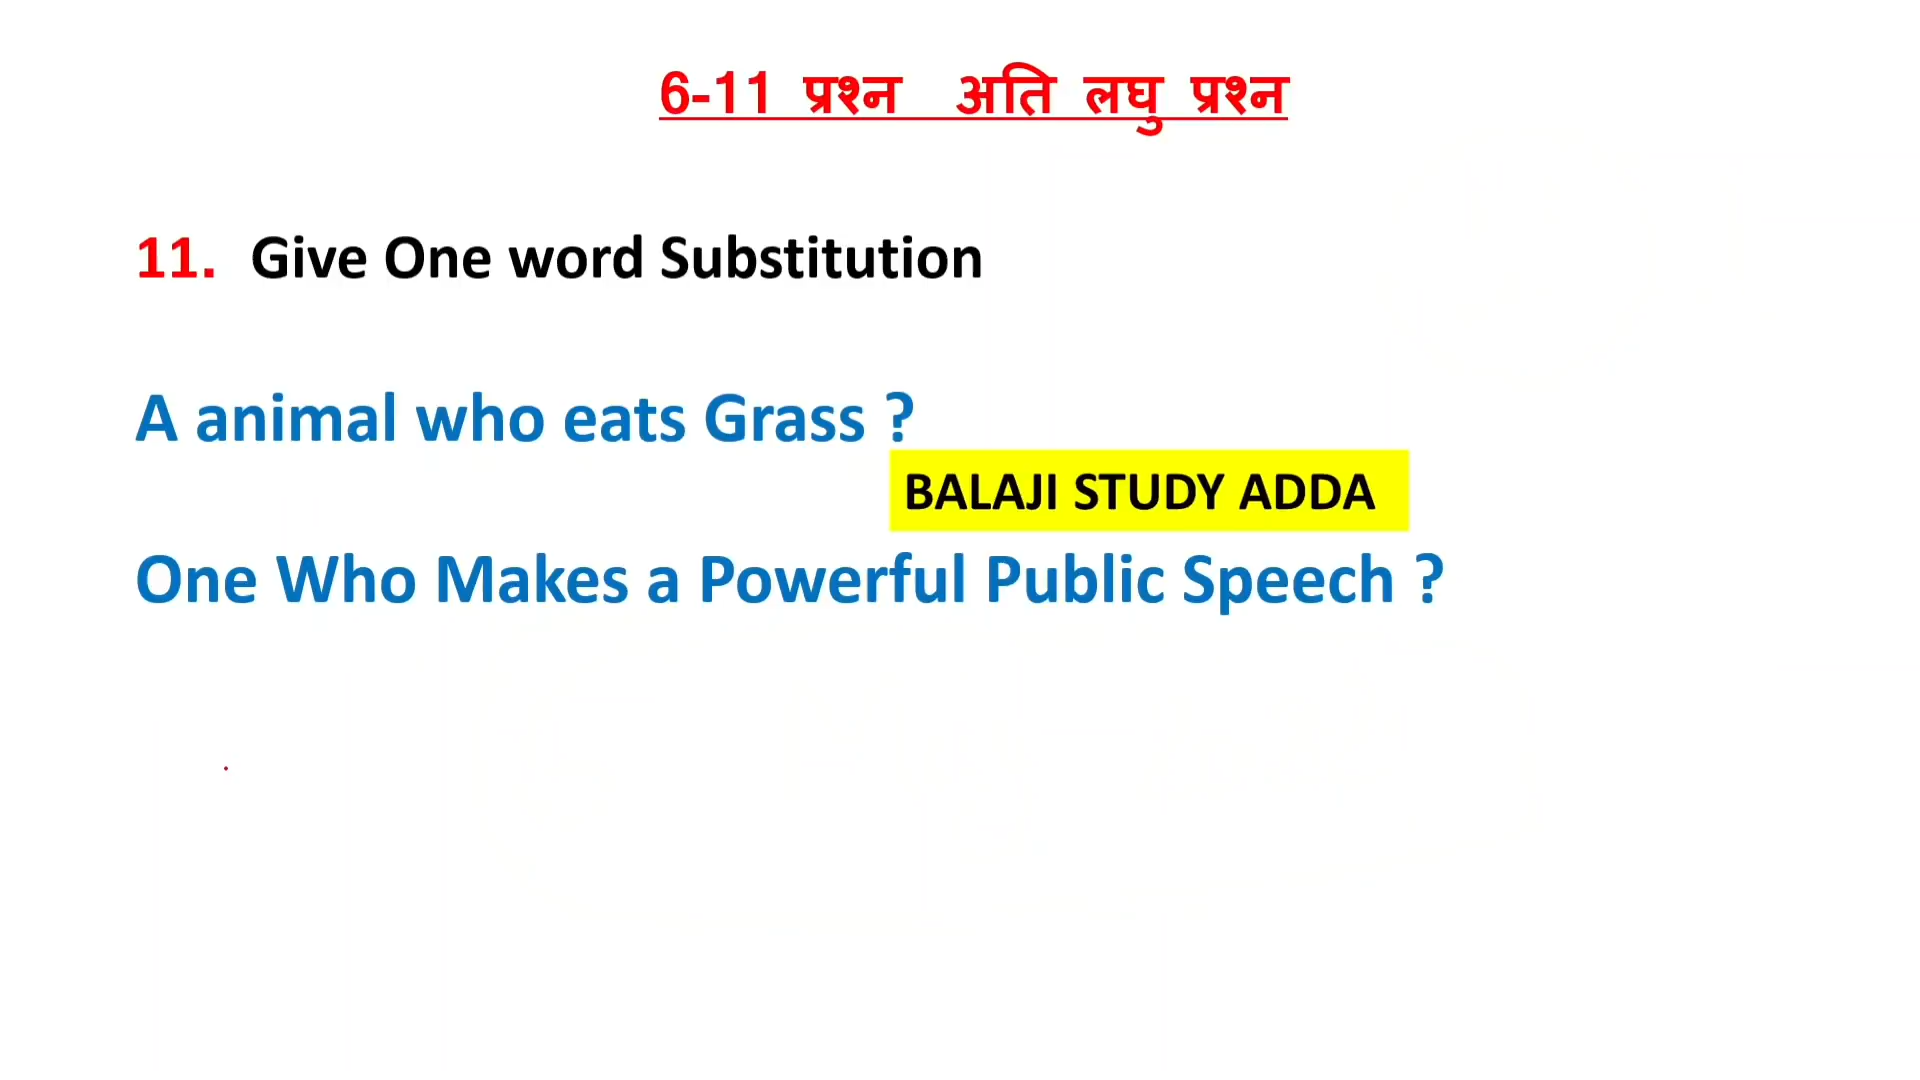 6-11 प्रश्न अति लघु प्रश्न
11. Give One word Substitution
A animal who eats Grass ?
BALAJI STUDY ADDA
One Who Makes a Powerful Public Speech ?